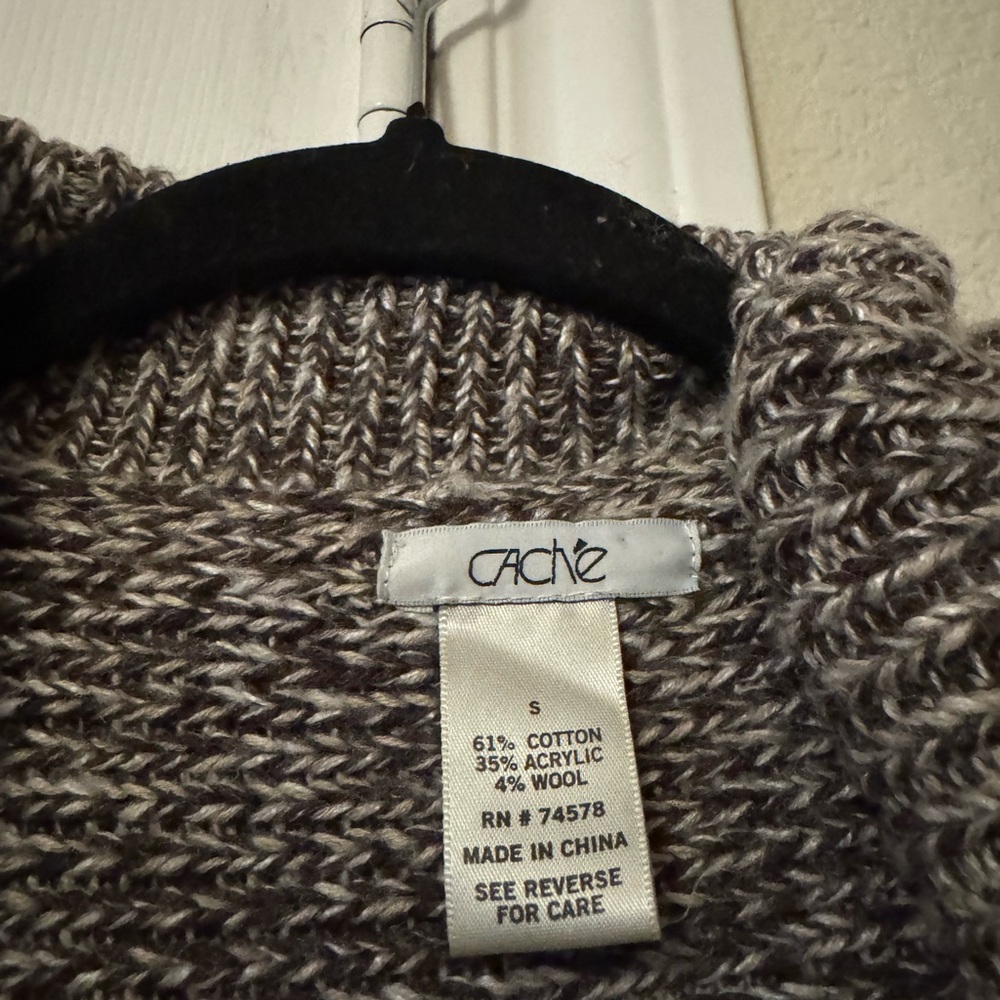 CAChé
S
61% COTTON
35% ACRYLIC
4% WOOL
RN # 74578
MADE IN CHINA
SEE REVERSE
FOR CARE